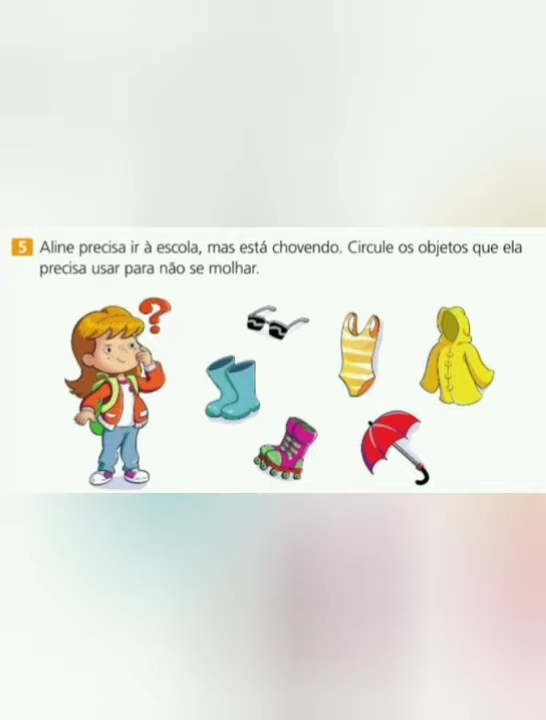 5 Aline precisa ir à escola, mas está chovendo. Circule os objetos que ela
precisa usar para não se molhar.
?